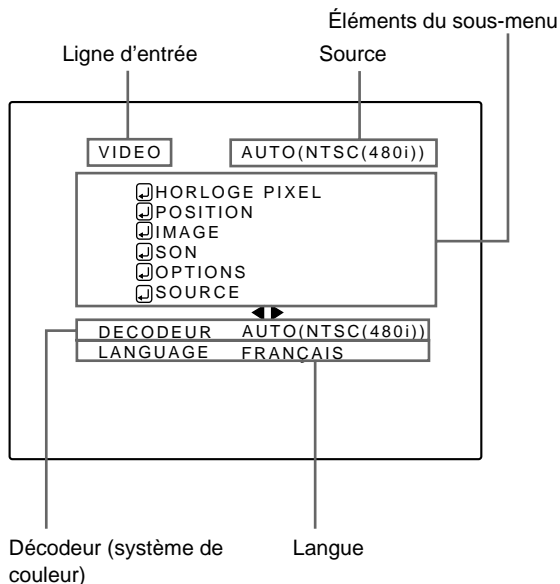 Éléments du sous-menu
Ligne d'entrée
Source
VIDEO
AUTO(NTSC(480i))
HORLOGE PIXEL
POSITION
IMAGE
SON
OPTIONS
SOURCE
DECODEUR AUTO(NTSC(480i))
LANGUAGE FRANÇAIS
Décodeur (système de
couleur)
Langue